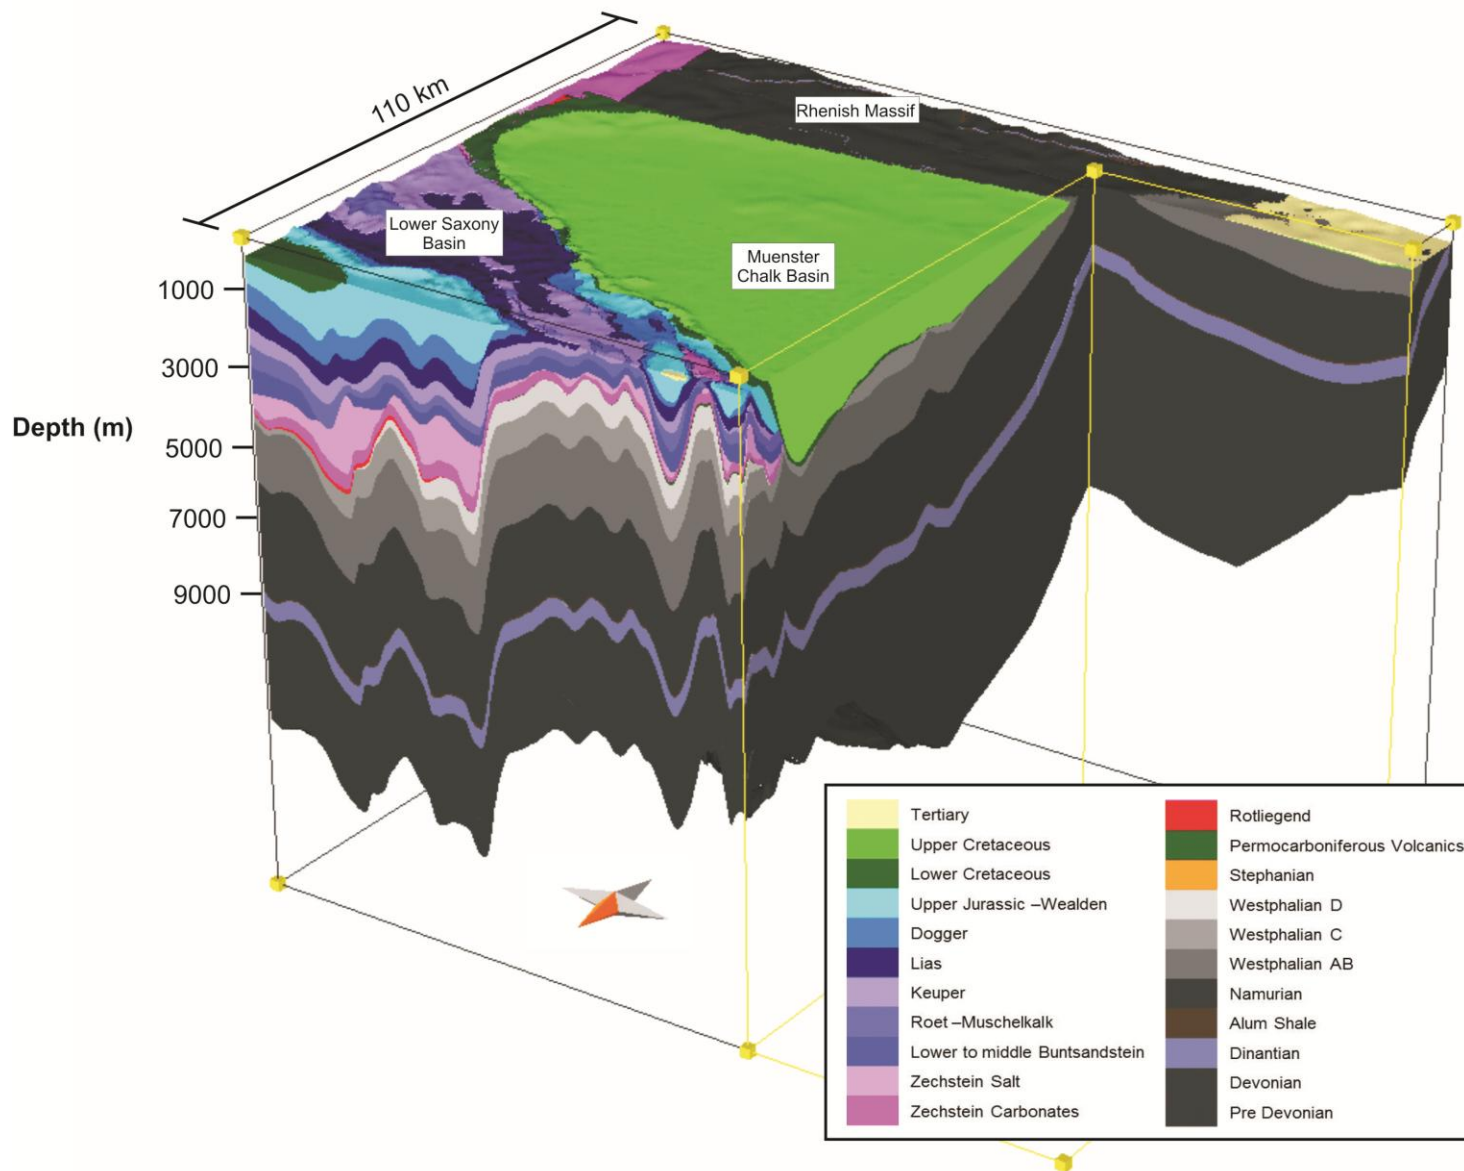 110 km
Rhenish Massif
Lower Saxony
Basin
Muenster
Chalk Basin
1000
3000
Depth (m)
5000
7000
9000
Tertiary
Upper Cretaceous
Lower Cretaceous
Upper Jurassic –Wealden
Dogger
Lias
Keuper
Roet –Muschelkalk
Lower to middle Buntsandstein
Zechstein Salt
Zechstein Carbonates
Rotliegend
Permocarboniferous Volcanics
Stephanian
Westphalian D
Westphalian C
Westphalian AB
Namurian
Alum Shale
Dinantian
Devonian
Pre Devonian